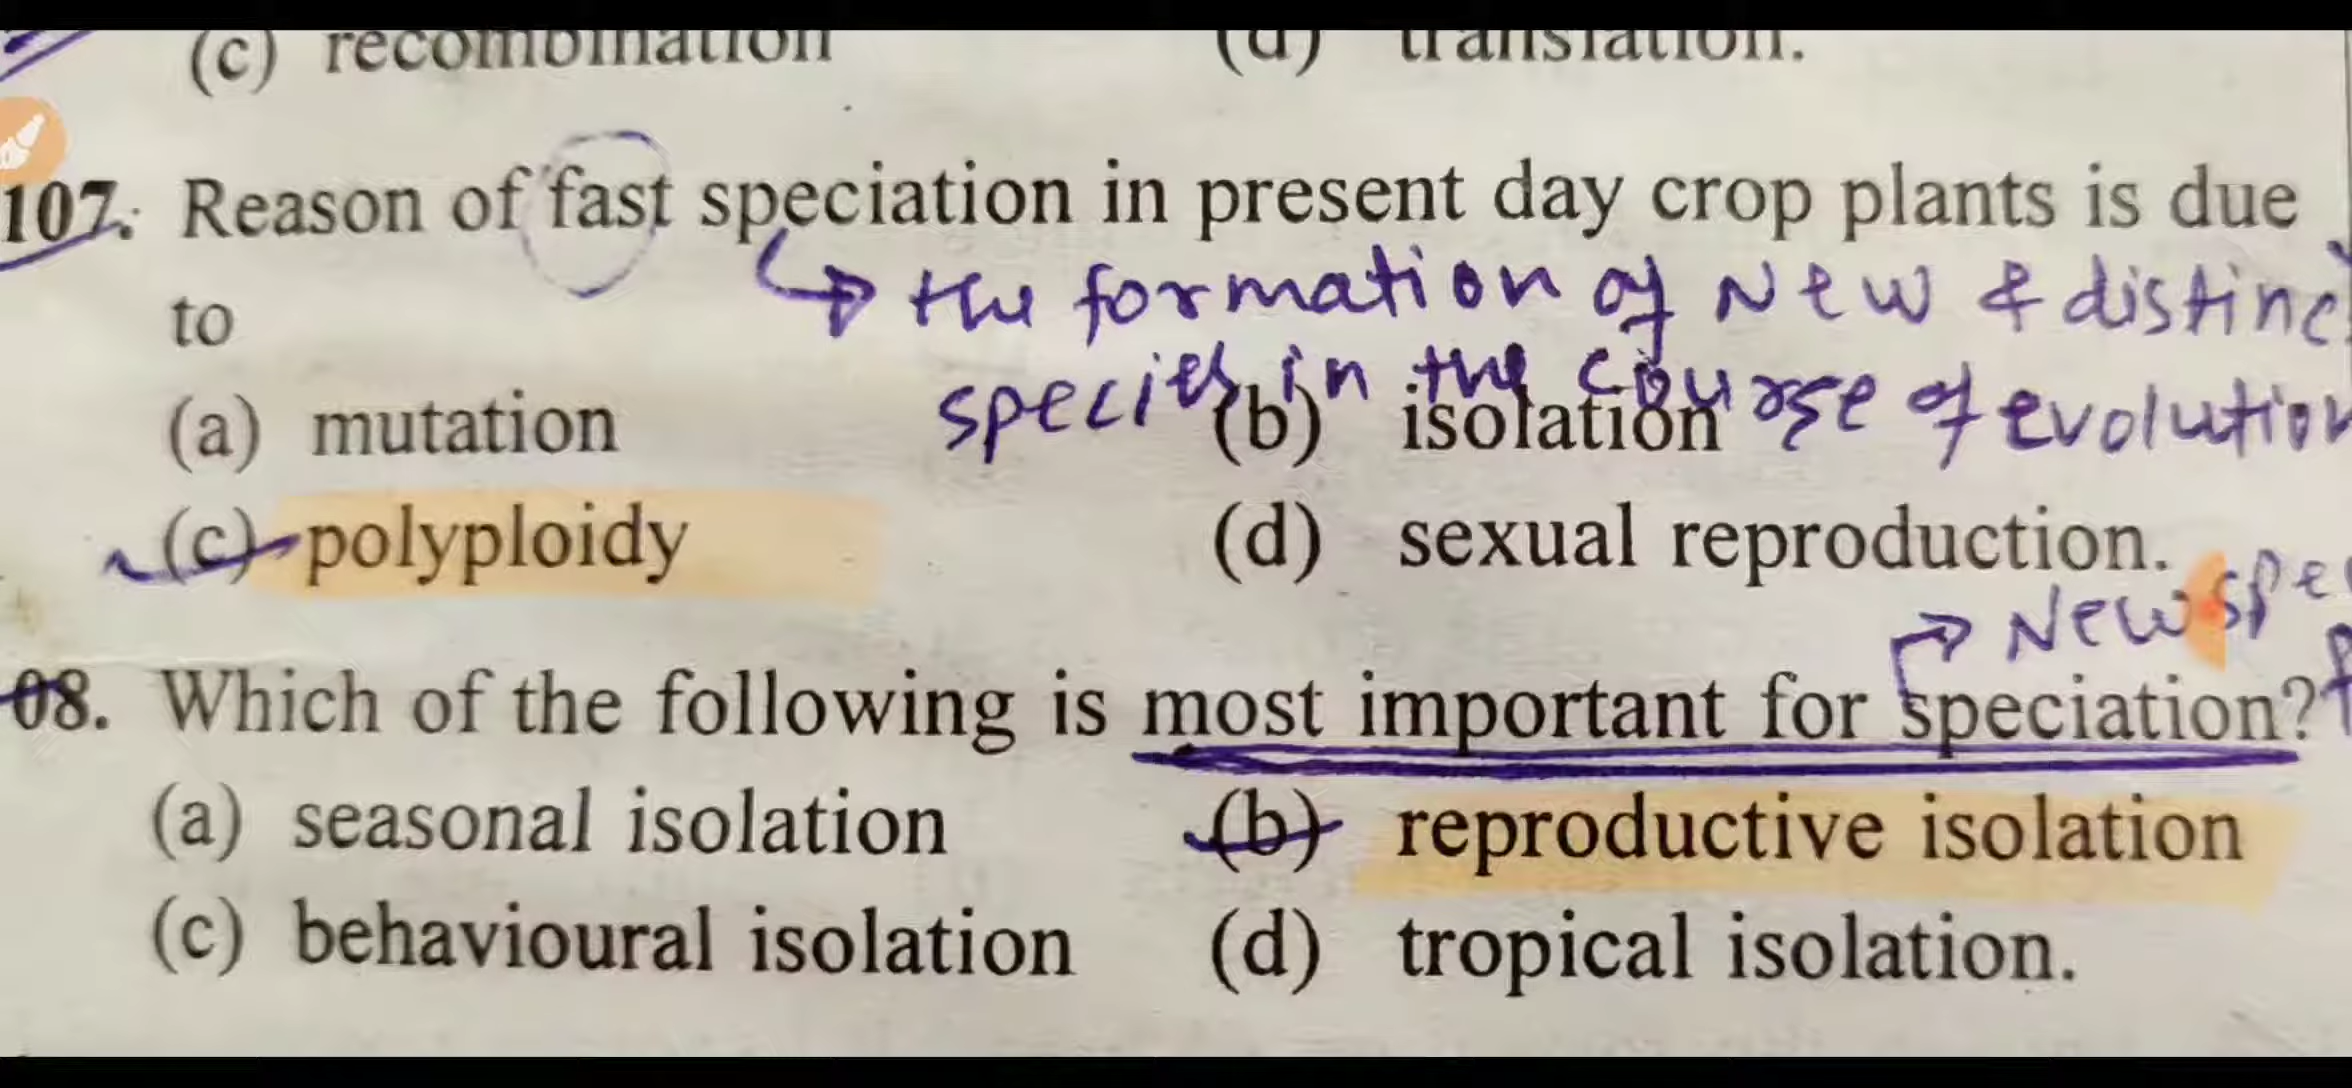 (c) recombination (d) translation.
107. Reason of fast speciation in present day crop plants is due
↳ the formation of New & distinc
to
species in the course of evolution
(a) mutation (b) isolation
(c) polyploidy (d) sexual reproduction.
→ New spe
08. Which of the following is most important for speciation?
(a) seasonal isolation (b) reproductive isolation
(c) behavioural isolation (d) tropical isolation.